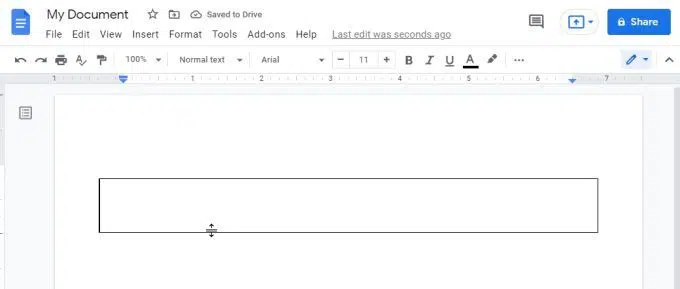 My Document Saved to Drive
File Edit View Insert Format Tools Add-ons Help Last edit was seconds ago
Share
100% Normal text Arial 11 B I U A
1 1 2 3 4 5 6 7